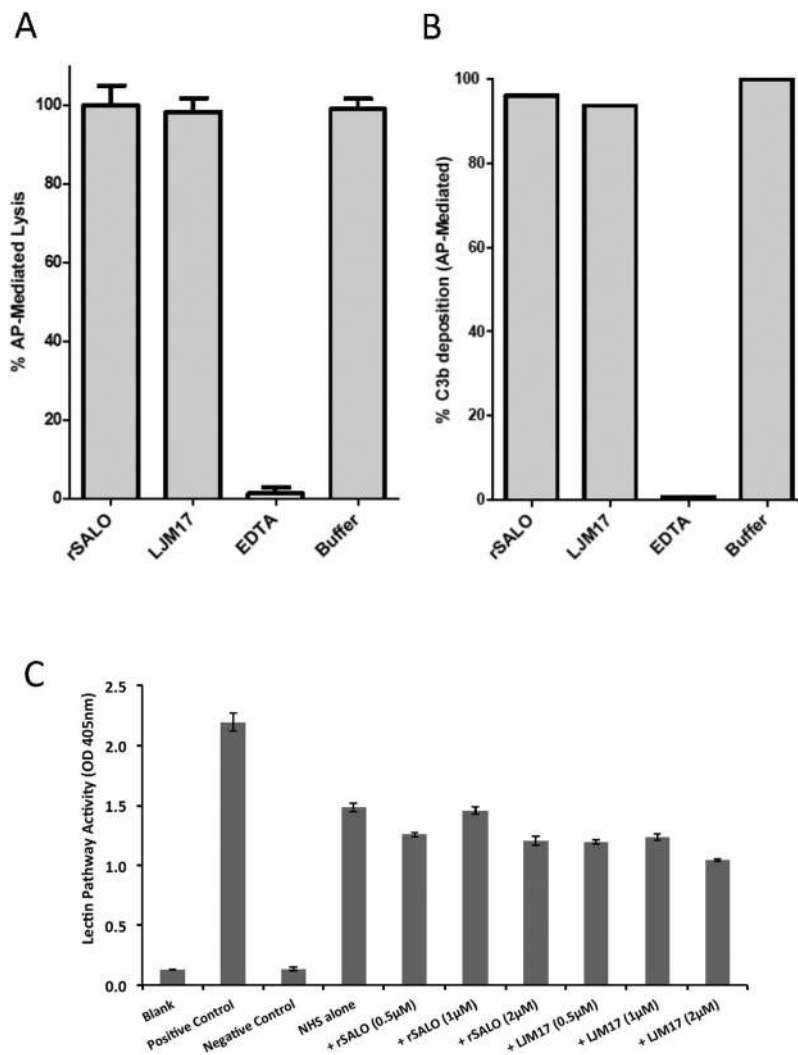 A
% AP-Mediated Lysis
100
80
60
40
20
0
rSALO
LJM17
EDTA
Buffer
B
% C3b deposition (AP-Mediated)
100
80
60
40
20
0
rSALO
LJM17
EDTA
Buffer
C
Lectin Pathway Activity (OD 405nm)
2.5
2.0
1.5
1.0
0.5
0.0
Blank
Positive Control
Negative Control
NHS alone
+ rSALO (0.5µM)
+ rSALO (1µM)
+ rSALO (2µM)
+ LJM17 (0.5µM)
+ LJM17 (1µM)
+ LJM17 (2µM)